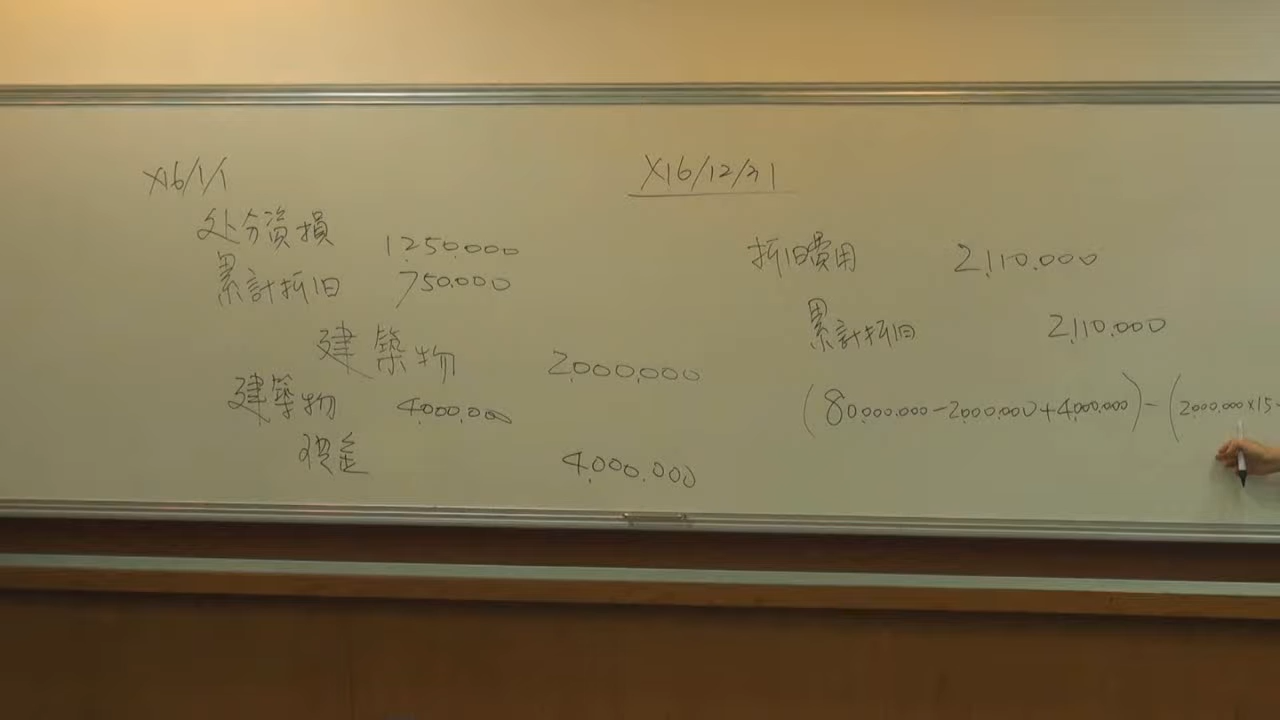 X16/1/1
处分資損 1,250,000
累計折旧 750,000
建築物 2,000,000
建築物 4,000,000
現金 4,000,000
X16/12/31
折旧費用 2,110,000
累計折旧 2,110,000
(80,000,000-2,000,000+4,000,000)-(2,000,000×15-